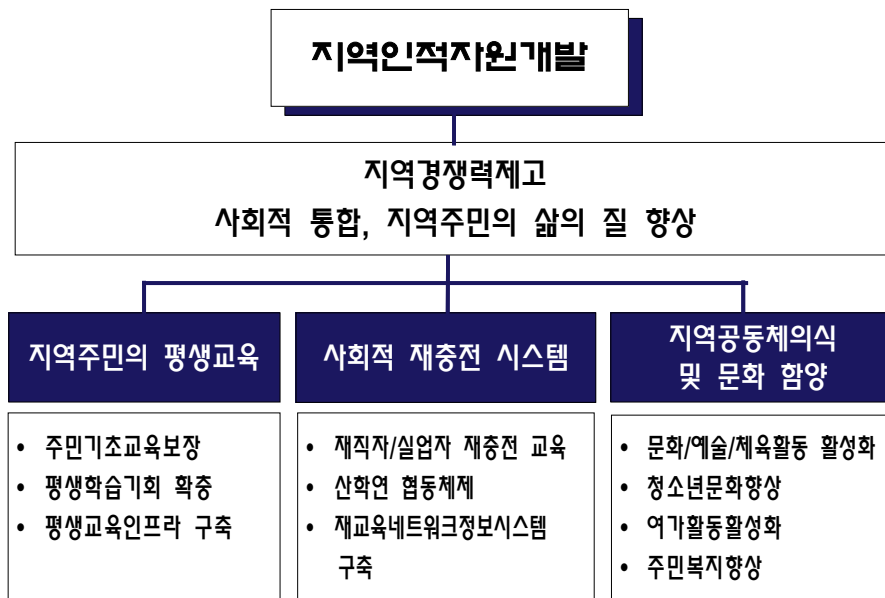 지역인적자원개발
지역경쟁력제고
사회적 통합, 지역주민의 삶의 질 향상
지역주민의 평생교육
• 주민기초교육보장
• 평생학습기회 확충
• 평생교육인프라 구축
사회적 재충전 시스템
• 재직자/실업자 재충전 교육
• 산학연 협동체제
• 재교육네트워크정보시스템
구축
지역공동체의식
및 문화 함양
• 문화/예술/체육활동 활성화
• 청소년문화향상
• 여가활동활성화
• 주민복지향상